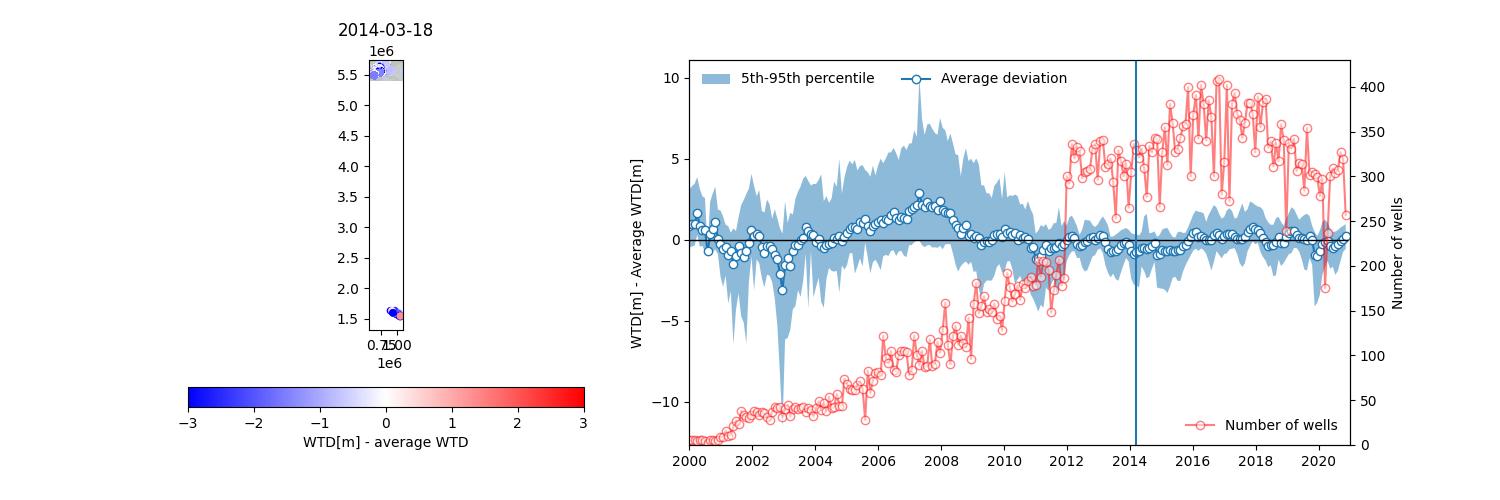 2014-03-18
1e6
5.5
5.0
4.5
4.0
3.5
3.0
2.5
2.0
1.5
0.75 1.00
1e6
−3 −2 −1 0 1 2 3
WTD[m] - average WTD
WTD[m] - Average WTD[m]
10
5
0
−5
−10
5th-95th percentile Average deviation
Number of wells
2000 2002 2004 2006 2008 2010 2012 2014 2016 2018 2020
400
350
300
250
200
150
100
50
0
Number of wells